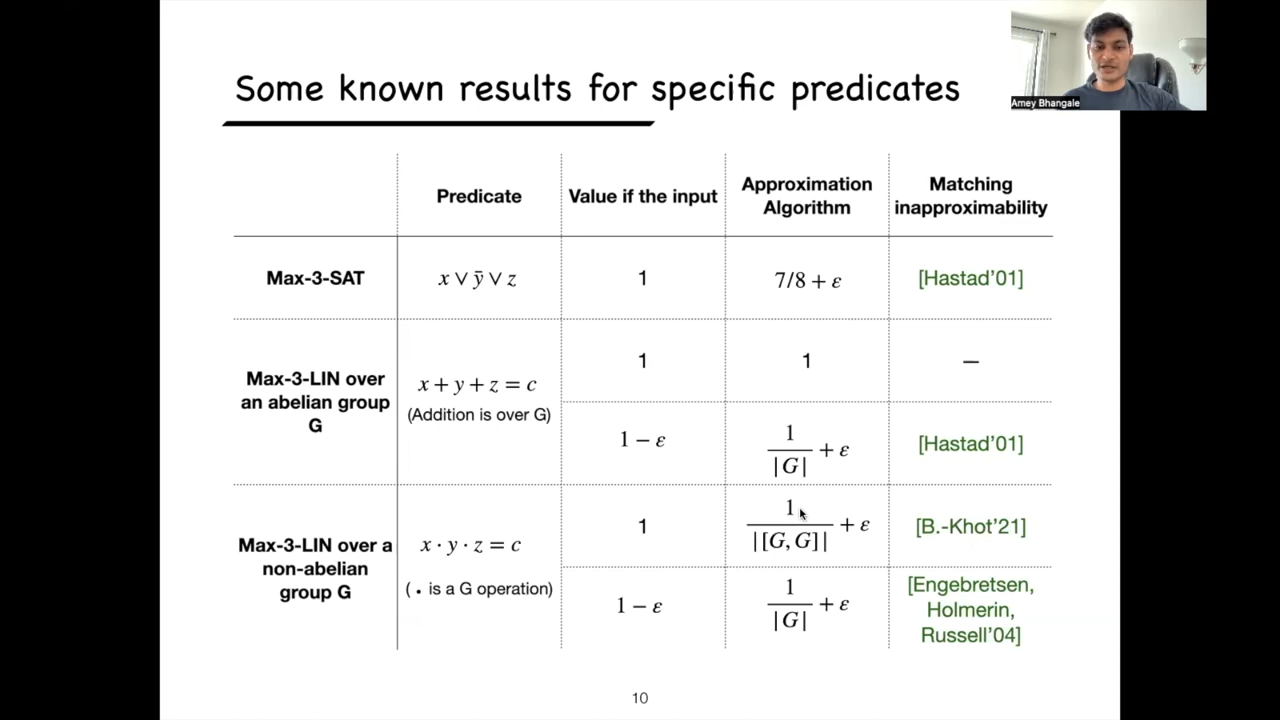 Some known results for specific predicates
Amey Bhangale
Predicate
Value if the input
Approximation
Algorithm
Matching
inapproximability
Max-3-SAT
x ∨ ȳ ∨ z
1
7/8 + ε
[Hastad'01]
Max-3-LIN over
an abelian group
G
x + y + z = c
(Addition is over G)
1
1
—
1 − ε
1
|G|
+ ε
[Hastad'01]
Max-3-LIN over a
non-abelian
group G
x · y · z = c
( . is a G operation)
1
1
|[G, G]|
+ ε
[B.-Khot'21]
1 − ε
1
|G|
+ ε
[Engebretsen,
Holmerin,
Russell'04]
10